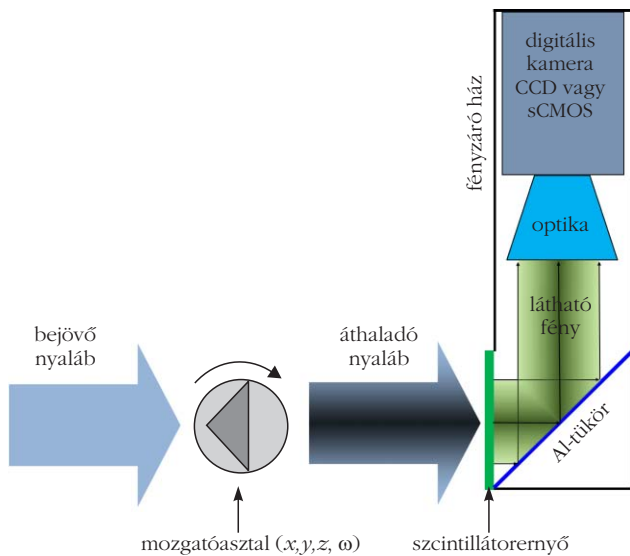 digitális
kamera
CCD vagy
sCMOS
fényzáró ház
optika
látható
fény
bejövő
nyaláb
áthaladó
nyaláb
Al-tükör
mozgatóasztal (x,y,z, ω)
szcintillátorernyő